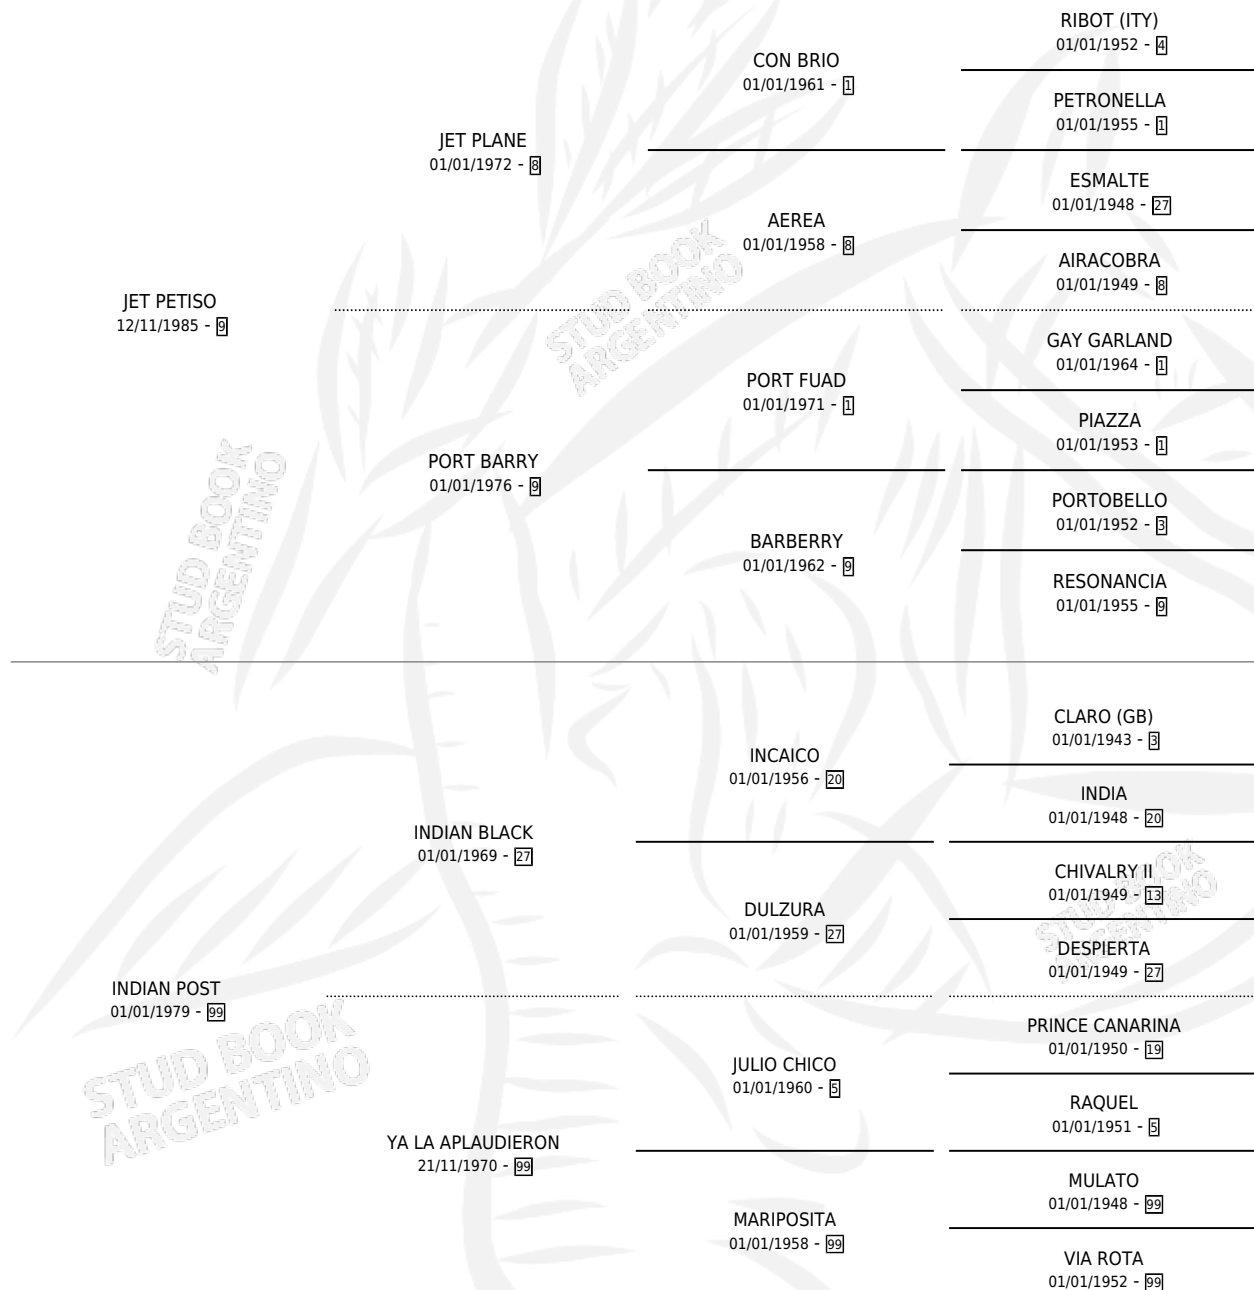 RIBOT (ITY)
01/01/1952 - 4
CON BRIO
01/01/1961 - 1
PETRONELLA
01/01/1955 - 1
JET PLANE
01/01/1972 - 8
ESMALTE
01/01/1948 - 27
AEREA
01/01/1958 - 8
AIRACOBRA
01/01/1949 - 8
JET PETISO
12/11/1985 - 9
GAY GARLAND
01/01/1964 - 1
PORT FUAD
01/01/1971 - 1
PIAZZA
01/01/1953 - 1
PORT BARRY
01/01/1976 - 9
PORTOBELLO
01/01/1952 - 3
BARBERRY
01/01/1962 - 9
RESONANCIA
01/01/1955 - 9
CLARO (GB)
01/01/1943 - 3
INCAICO
01/01/1956 - 20
INDIA
01/01/1948 - 20
INDIAN BLACK
01/01/1969 - 27
CHIVALRY II
01/01/1949 - 13
DULZURA
01/01/1959 - 27
DESPIERTA
01/01/1949 - 27
INDIAN POST
01/01/1979 - 99
PRINCE CANARINA
01/01/1950 - 19
JULIO CHICO
01/01/1960 - 5
RAQUEL
01/01/1951 - 5
YA LA APLAUDIERON
21/11/1970 - 99
MULATO
01/01/1948 - 99
MARIPOSITA
01/01/1958 - 99
VIA ROTA
01/01/1952 - 99
STUD BOOK
ARGENTINO
STUD BOOK
ARGENTINO
STUD BOOK
ARGENTINO
STUD BOOK
ARGENTINO